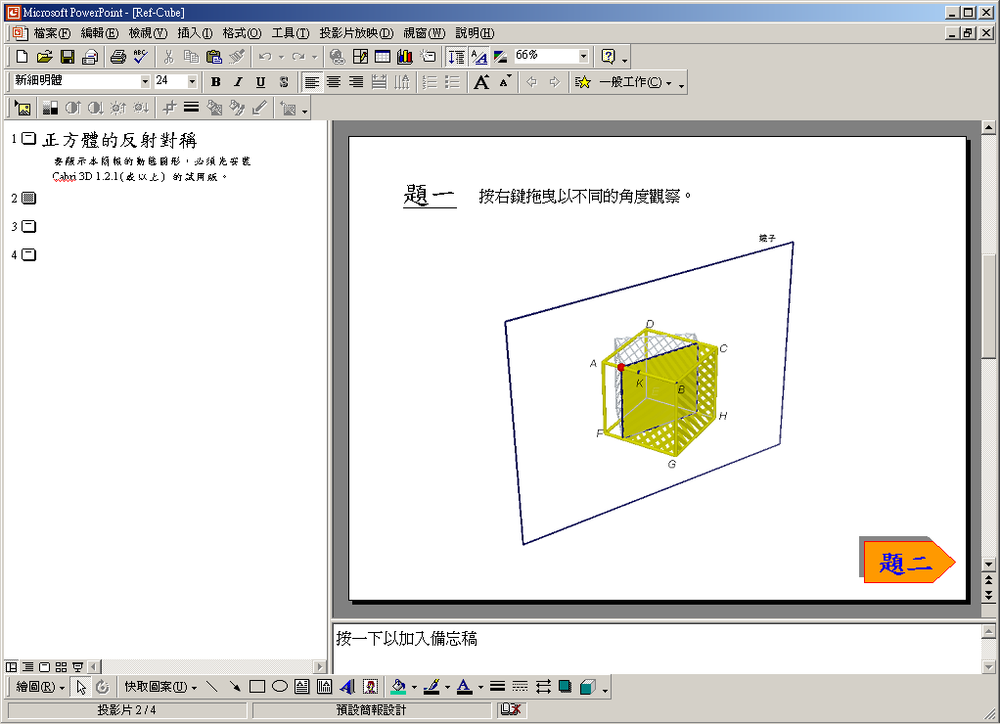 Microsoft PowerPoint - [Ref-Cube]
檔案(F) 編輯(E) 檢視(V) 插入(I) 格式(O) 工具(T) 投影片放映(D) 視窗(W) 說明(H)
66%
新細明體 24 B I U S A A 一般工作(C)
1 正方體的反射對稱
要顯示本簡報的動態圖形，必須先安裝
Cabri 3D 1.2.1(或以上) 的試用版。
2
3
4
題一 按右鍵拖曳以不同的角度觀察。
鏡子
D
C
A
K
B
H
F
G
題二
按一下以加入備忘稿
繪圖(R) 快取圖案(U)
投影片 2 / 4 預設簡報設計